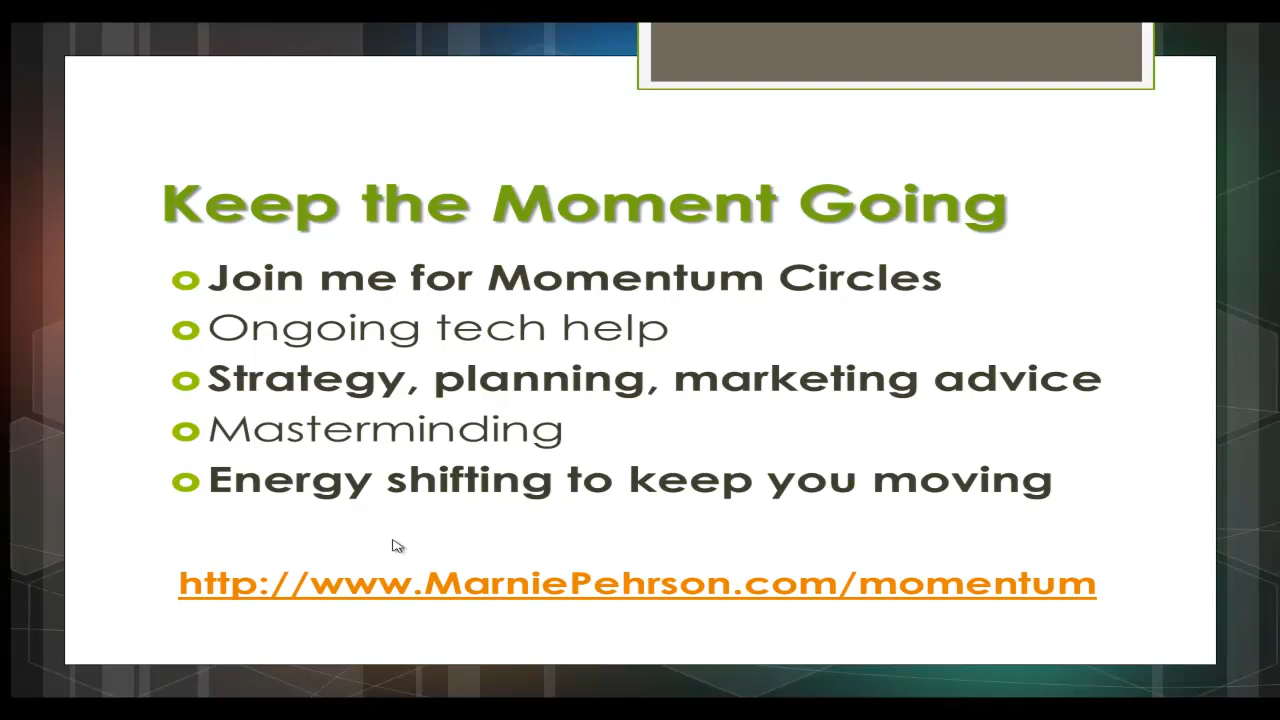 Keep the Moment Going
Join me for Momentum Circles
Ongoing tech help
Strategy, planning, marketing advice
Masterminding
Energy shifting to keep you moving
http://www.MarniePehrson.com/momentum